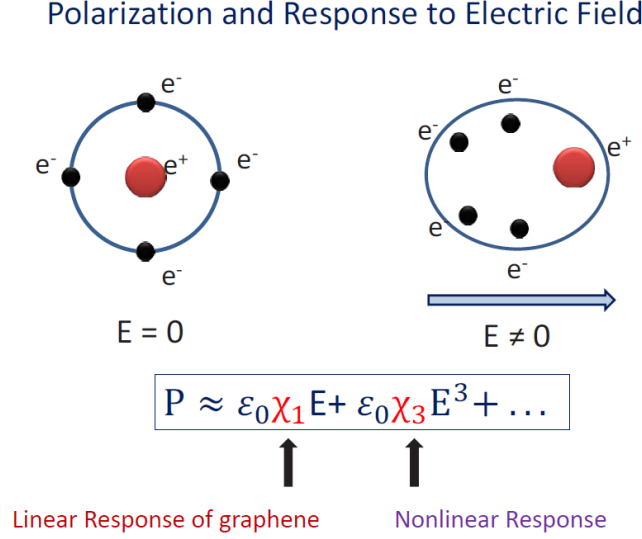 Polarization and Response to Electric Field
e⁻
e⁻
e⁺
e⁻
e⁻
e⁻
e⁻
e⁺
e⁻
e⁻
E = 0
E ≠ 0
P ≈ ε₀χ₁E+ ε₀χ₃E³+ ...
Linear Response of graphene
Nonlinear Response